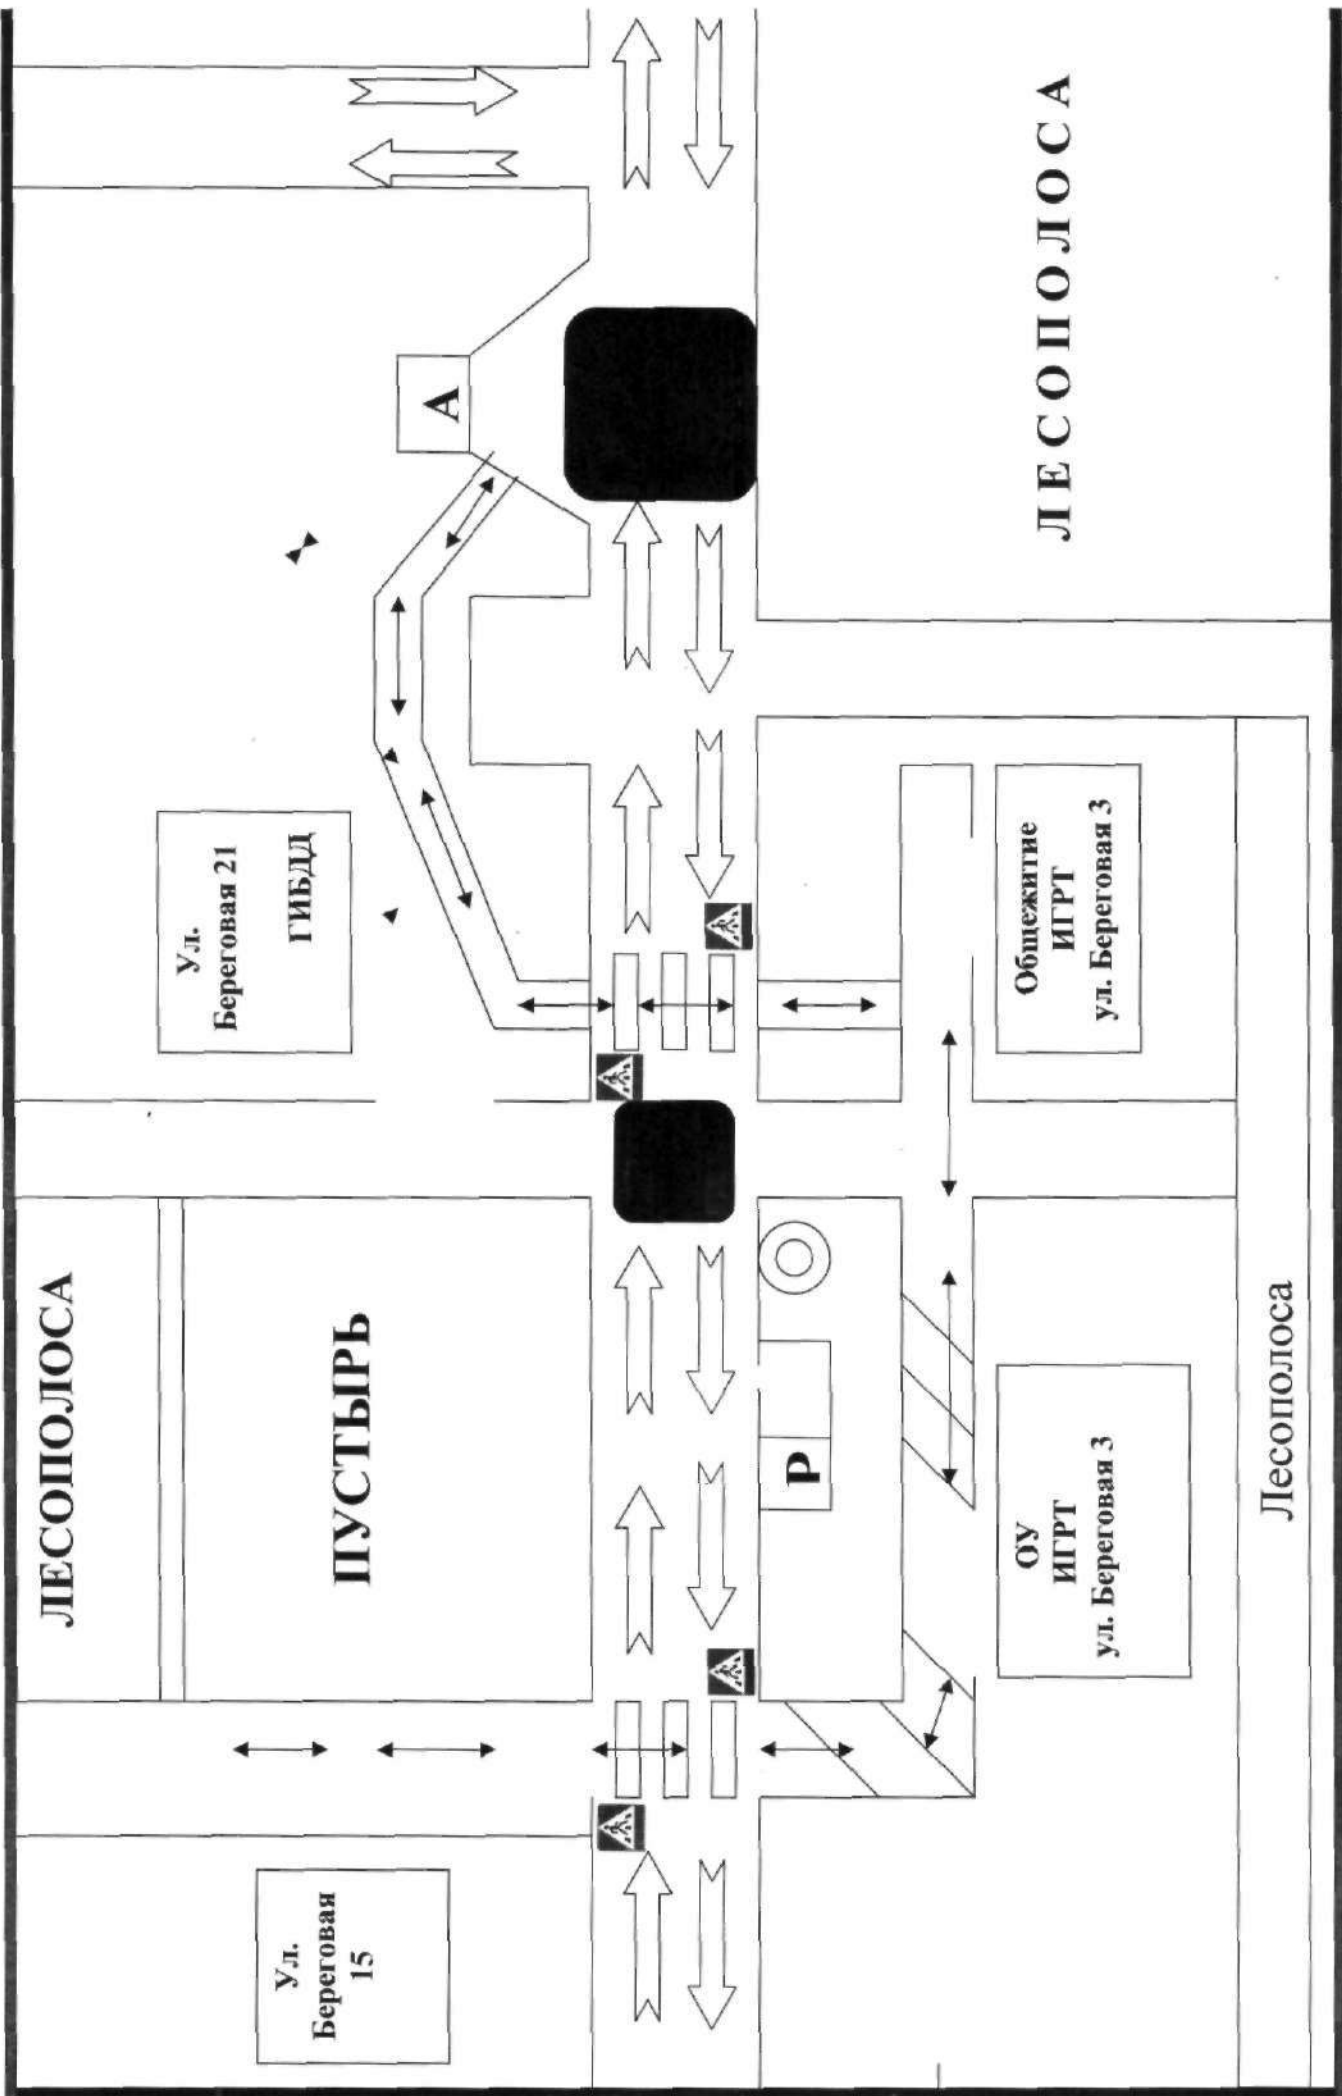 ЛЕСОПОЛОСА
ПУСТЫРЬ
Ул.
Береговая
15
Ул.
Береговая 21
ГИБДД
А
Р
ОУ
ИГРТ
ул. Береговая 3
Общежитие
ИГРТ
ул. Береговая 3
ЛЕСОПОЛОСА
Лесополоса